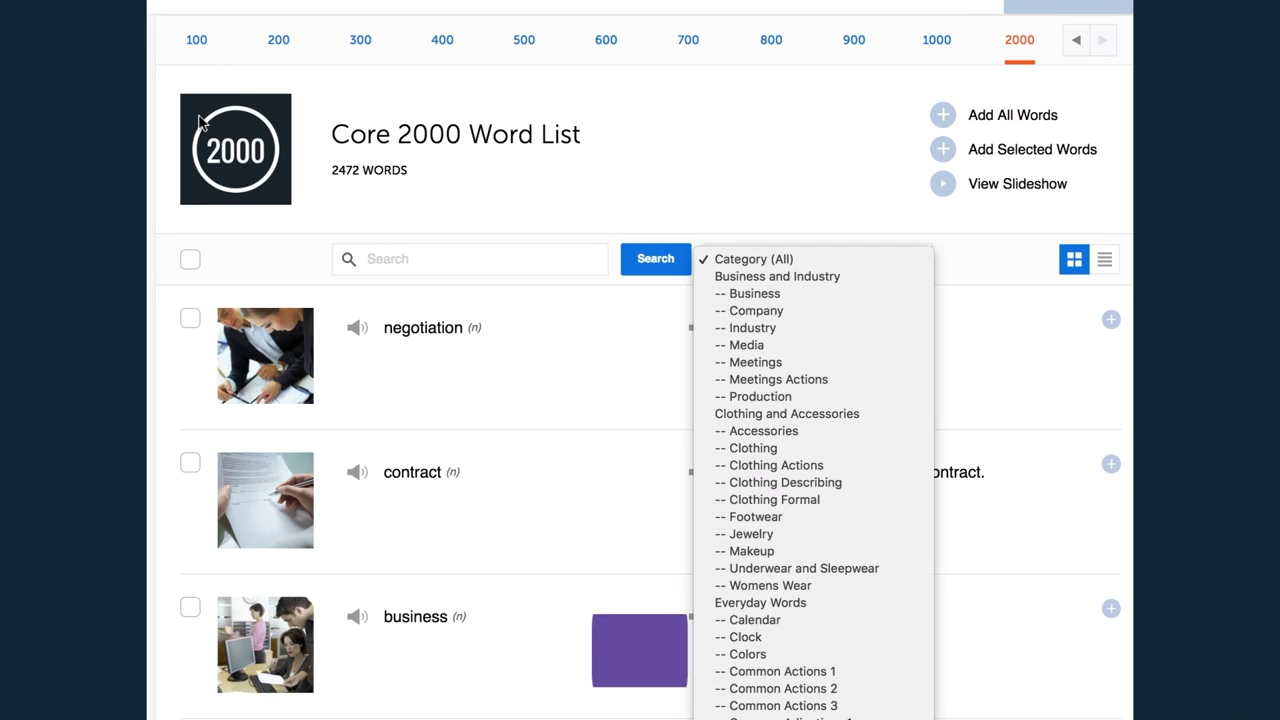 100 200 300 400 500 600 700 800 900 1000 2000
2000
Core 2000 Word List
2472 WORDS
Add All Words
Add Selected Words
View Slideshow
Search
Search
Category (All)
Business and Industry
-- Business
-- Company
-- Industry
-- Media
-- Meetings
-- Meetings Actions
-- Production
Clothing and Accessories
-- Accessories
-- Clothing
-- Clothing Actions
-- Clothing Describing
-- Clothing Formal
-- Footwear
-- Jewelry
-- Makeup
-- Underwear and Sleepwear
-- Womens Wear
Everyday Words
-- Calendar
-- Clock
-- Colors
-- Common Actions 1
-- Common Actions 2
-- Common Actions 3
negotiation (n)
contract (n)
ontract.
business (n)